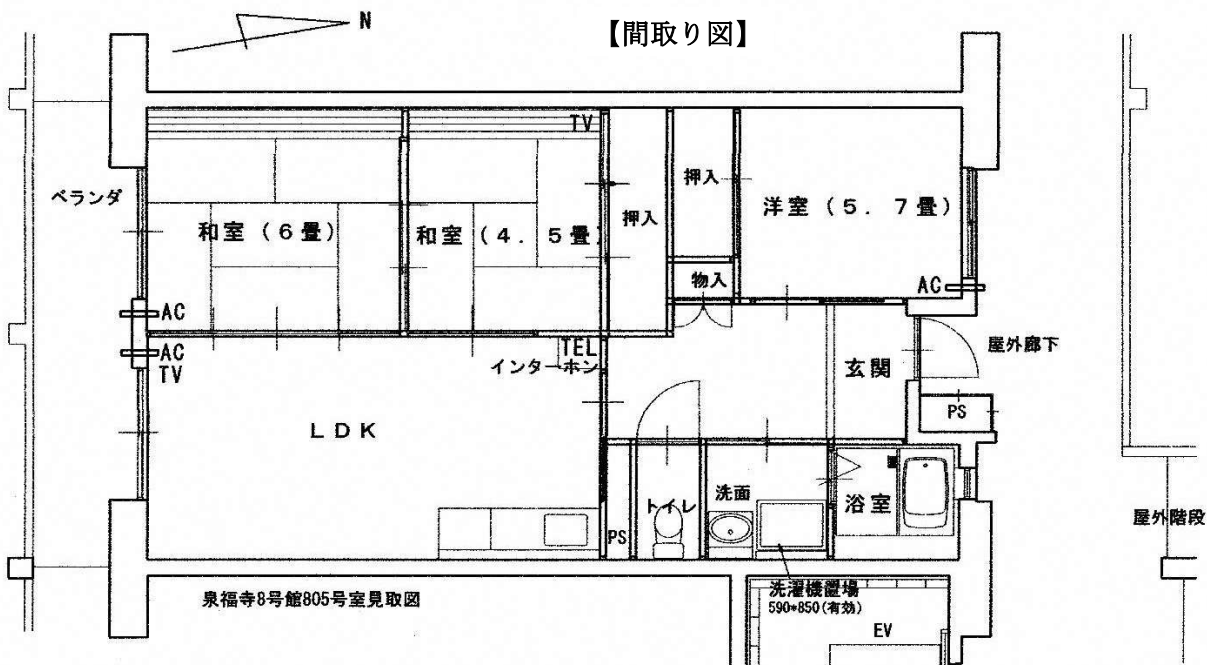 【間取り図】
N
TV
ベランダ
和室(6畳)
和室(4.5畳)
押入
押入
洋室(5.7畳)
物入
AC
AC
AC
TV
TEL
インターホン
玄関
屋外廊下
PS
LDK
PS
トイレ
洗面
浴室
屋外階段
泉福寺8号館805号室見取図
洗濯機置場
590*850(有効)
EV